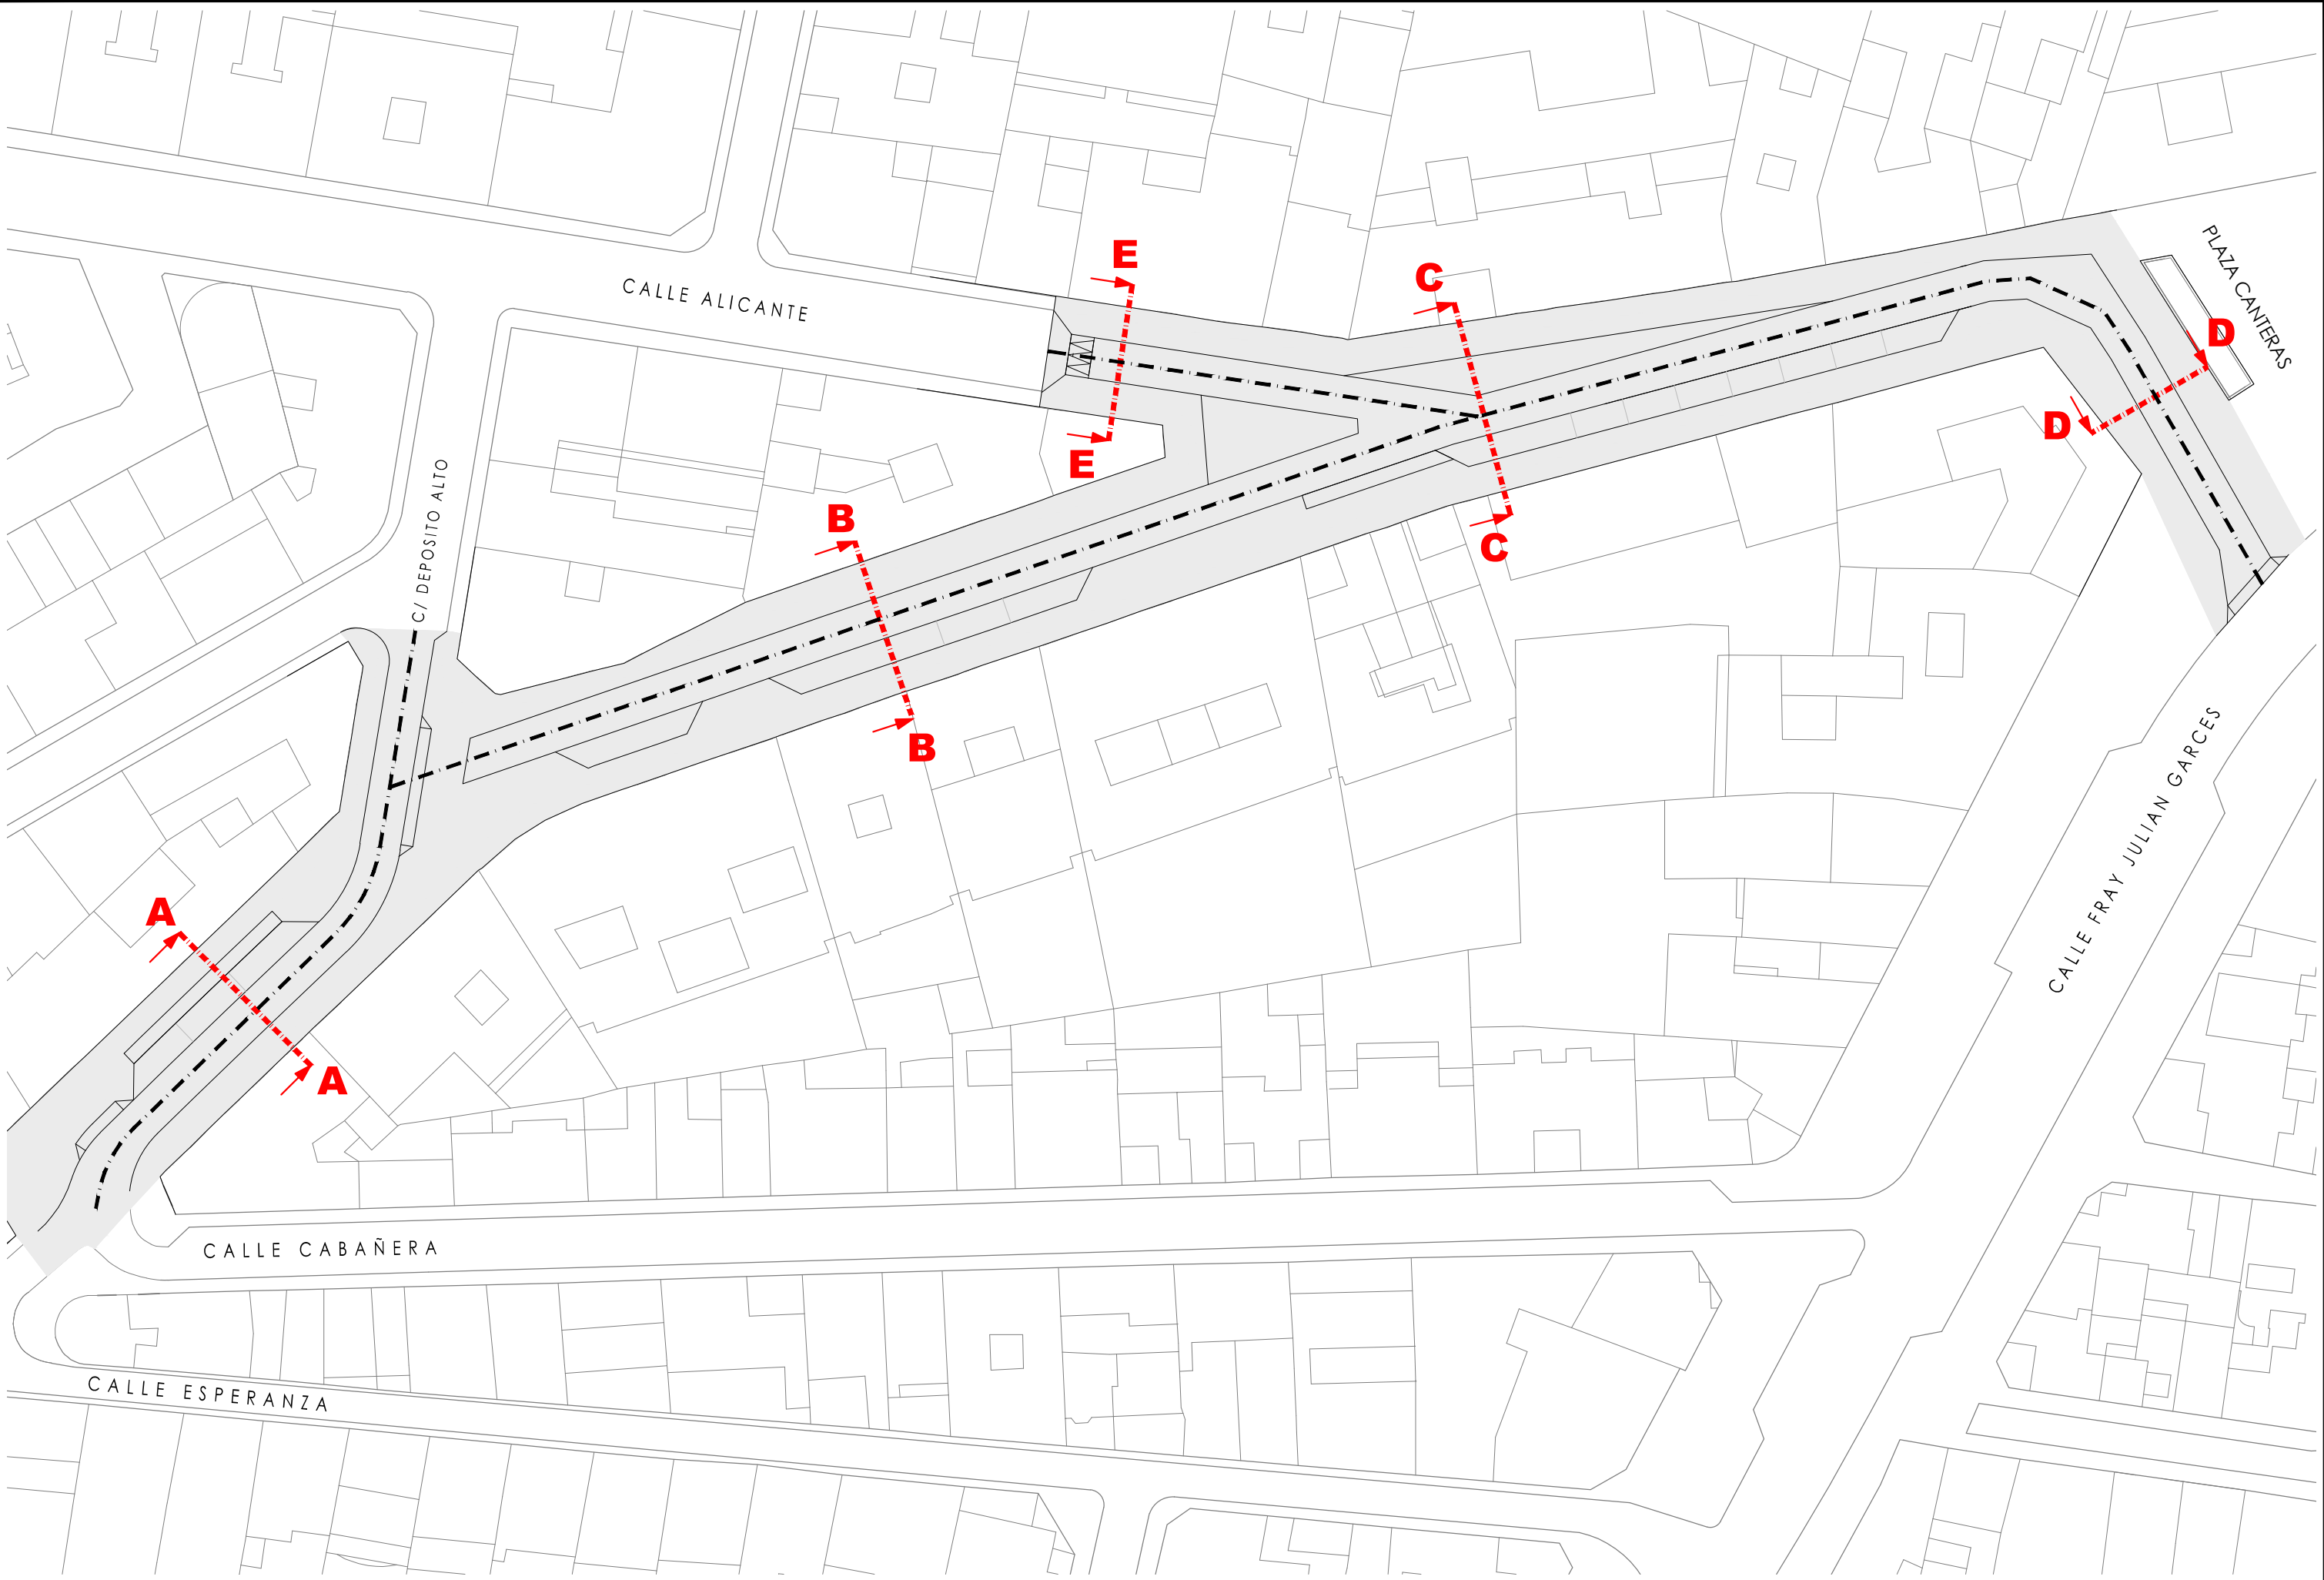 PLAZA CANTERAS
E
C
CALLE ALICANTE
D
D
E
C/ DEPOSITO ALTO
B
C
B
CALLE FRAY JULIAN GARCES
A
A
CALLE CABAÑERA
CALLE ESPERANZA